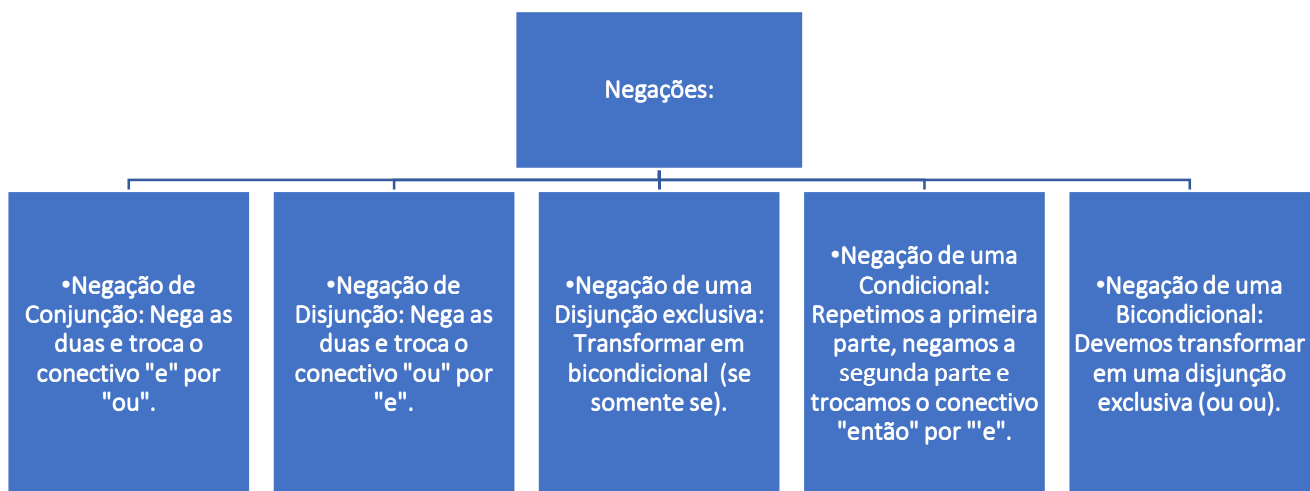 Negações:
•Negação de
Conjunção: Nega as
duas e troca o
conectivo "e" por
"ou".
•Negação de
Disjunção: Nega as
duas e troca o
conectivo "ou" por
"e".
•Negação de uma
Disjunção exclusiva:
Transformar em
bicondicional (se
somente se).
•Negação de uma
Condicional:
Repetimos a primeira
parte, negamos a
segunda parte e
trocamos o conectivo
"então" por "'e".
•Negação de uma
Bicondicional:
Devemos transformar
em uma disjunção
exclusiva (ou ou).